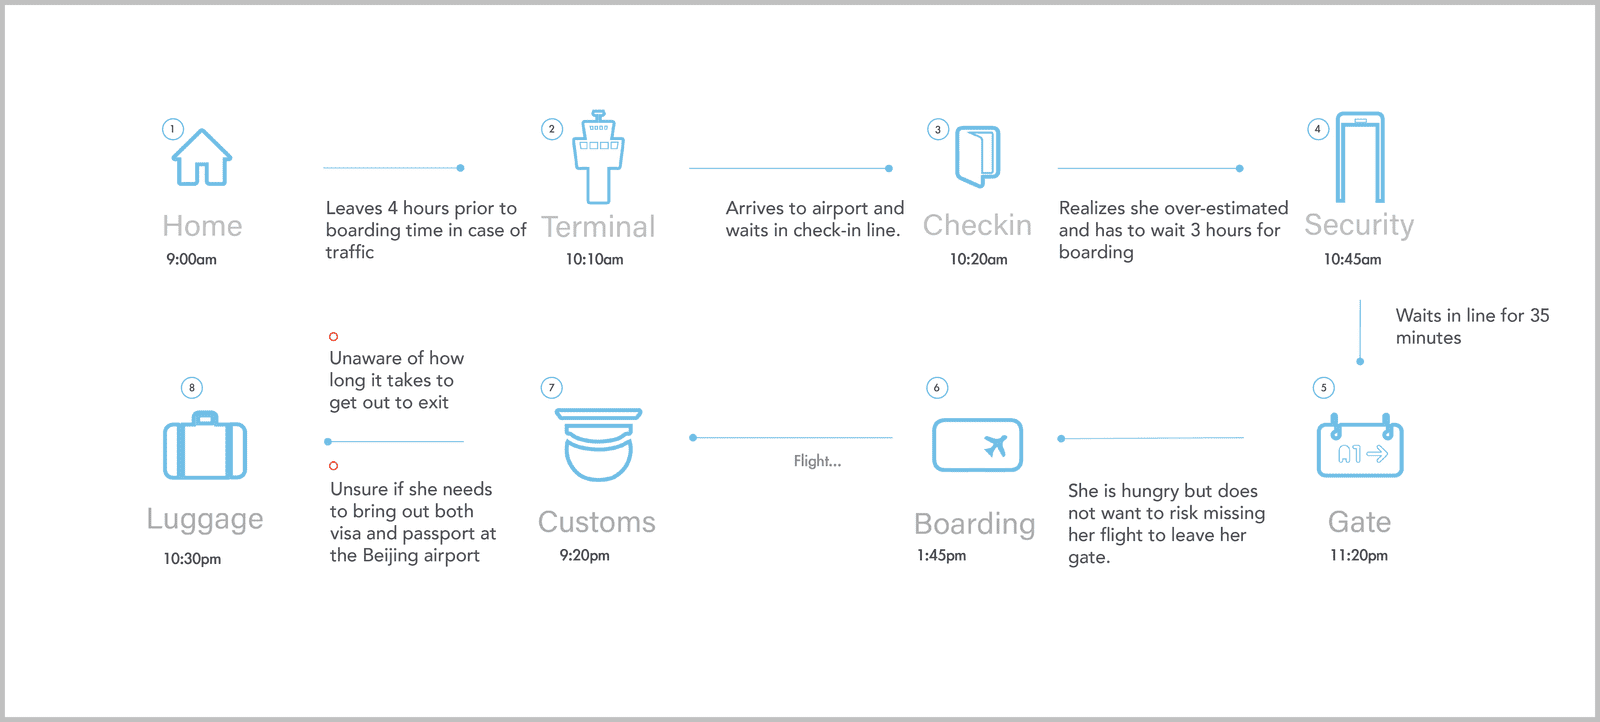 1
Home
9:00am
Leaves 4 hours prior to
boarding time in case of
traffic
2
Terminal
10:10am
Arrives to airport and
waits in check-in line.
3
Checkin
10:20am
Realizes she over-estimated
and has to wait 3 hours for
boarding
4
Security
10:45am
Waits in line for 35
minutes
5
A1
Gate
11:20pm
She is hungry but does
not want to risk missing
her flight to leave her
gate.
6
Boarding
1:45pm
Flight...
7
Customs
9:20pm
Unaware of how
long it takes to
get out to exit
Unsure if she needs
to bring out both
visa and passport at
the Beijing airport
8
Luggage
10:30pm